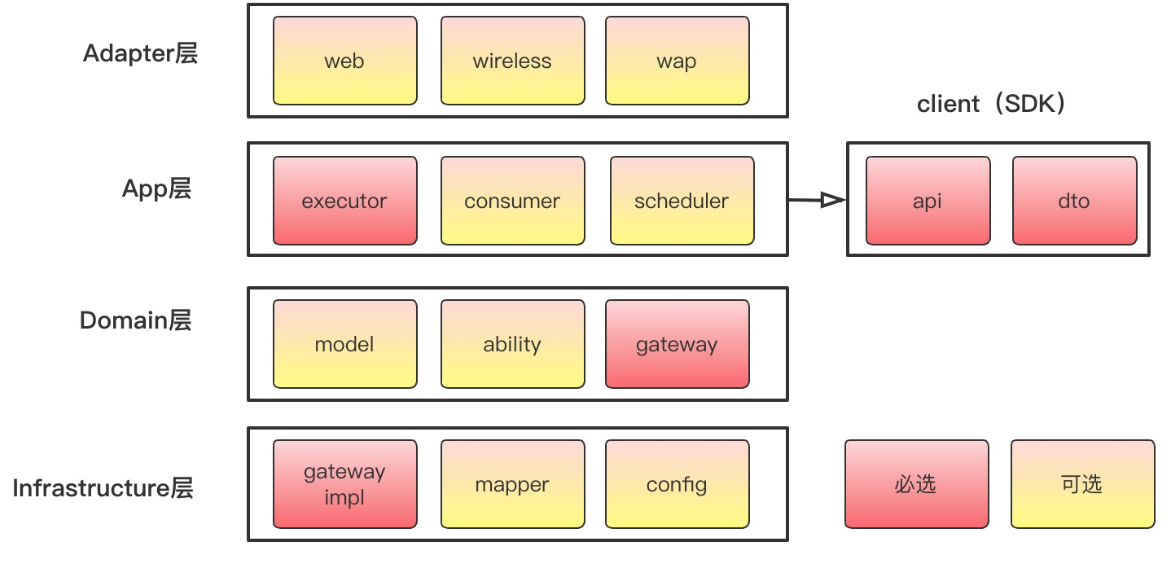 Adapter层
web
wireless
wap
client（SDK）
App层
executor
consumer
scheduler
api
dto
Domain层
model
ability
gateway
Infrastructure层
gateway
impl
mapper
config
必选
可选